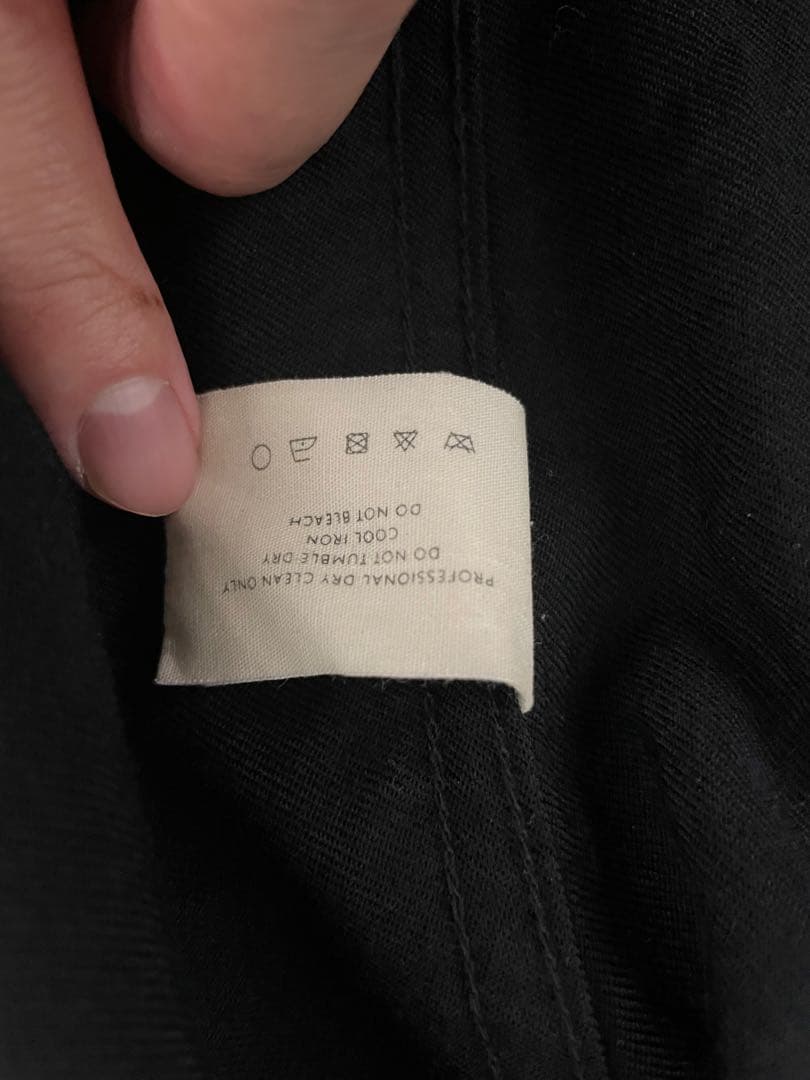 PROFESSIONAL DRY CLEAN ONLY
DO NOT TUMBLE DRY
COOL IRON
DO NOT BLEACH